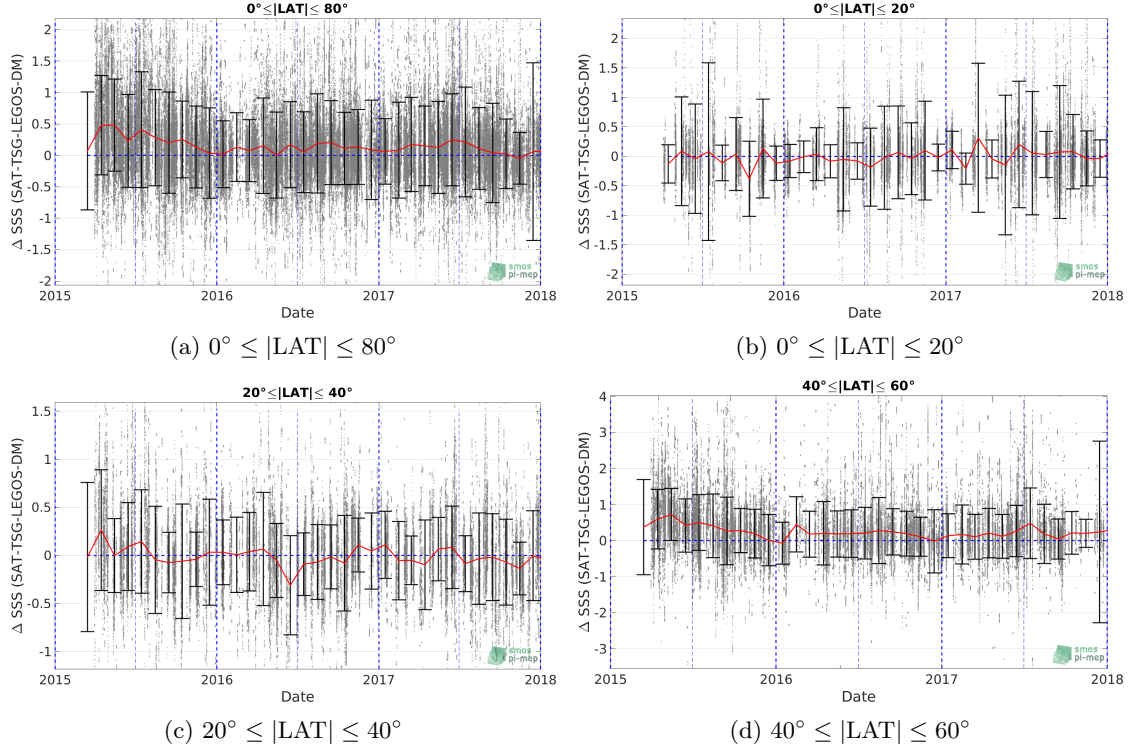 0°≤|LAT|≤ 80°
Δ SSS (SAT-TSG-LEGOS-DM)
2
1.5
1
0.5
0
-0.5
-1
-1.5
-2
2015
2016
2017
2018
Date
smos
pi-mep
(a) 0° ≤ |LAT| ≤ 80°
0°≤|LAT|≤ 20°
Δ SSS (SAT-TSG-LEGOS-DM)
2
1.5
1
0.5
0
-0.5
-1
-1.5
-2
2015
2016
2017
2018
Date
smos
pi-mep
(b) 0° ≤ |LAT| ≤ 20°
20°≤|LAT|≤ 40°
Δ SSS (SAT-TSG-LEGOS-DM)
1.5
1
0.5
0
-0.5
-1
2015
2016
2017
2018
Date
smos
pi-mep
(c) 20° ≤ |LAT| ≤ 40°
40°≤|LAT|≤ 60°
Δ SSS (SAT-TSG-LEGOS-DM)
4
3
2
1
0
-1
-2
-3
2015
2016
2017
2018
Date
smos
pi-mep
(d) 40° ≤ |LAT| ≤ 60°